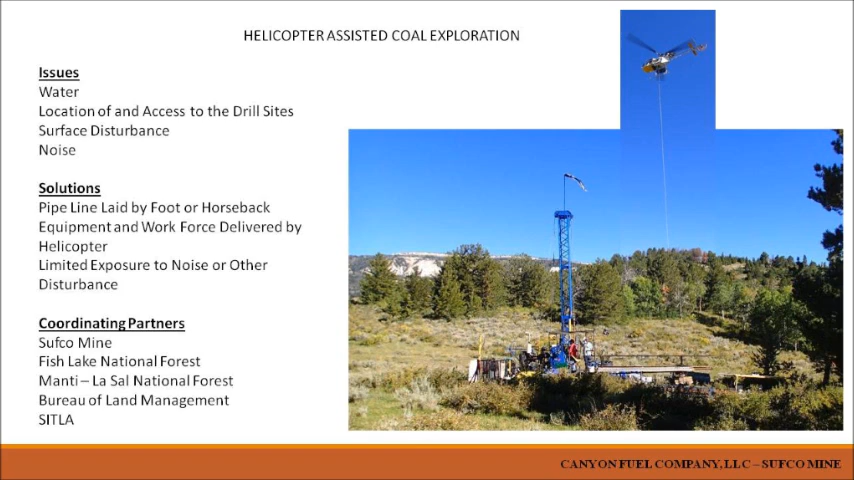 HELICOPTER ASSISTED COAL EXPLORATION
Issues
Water
Location of and Access to the Drill Sites
Surface Disturbance
Noise
Solutions
Pipe Line Laid by Foot or Horseback
Equipment and Work Force Delivered by
Helicopter
Limited Exposure to Noise or Other
Disturbance
Coordinating Partners
Sufco Mine
Fish Lake National Forest
Manti – La Sal National Forest
Bureau of Land Management
SITLA
CANYON FUEL COMPANY, LLC – SUFCO MINE